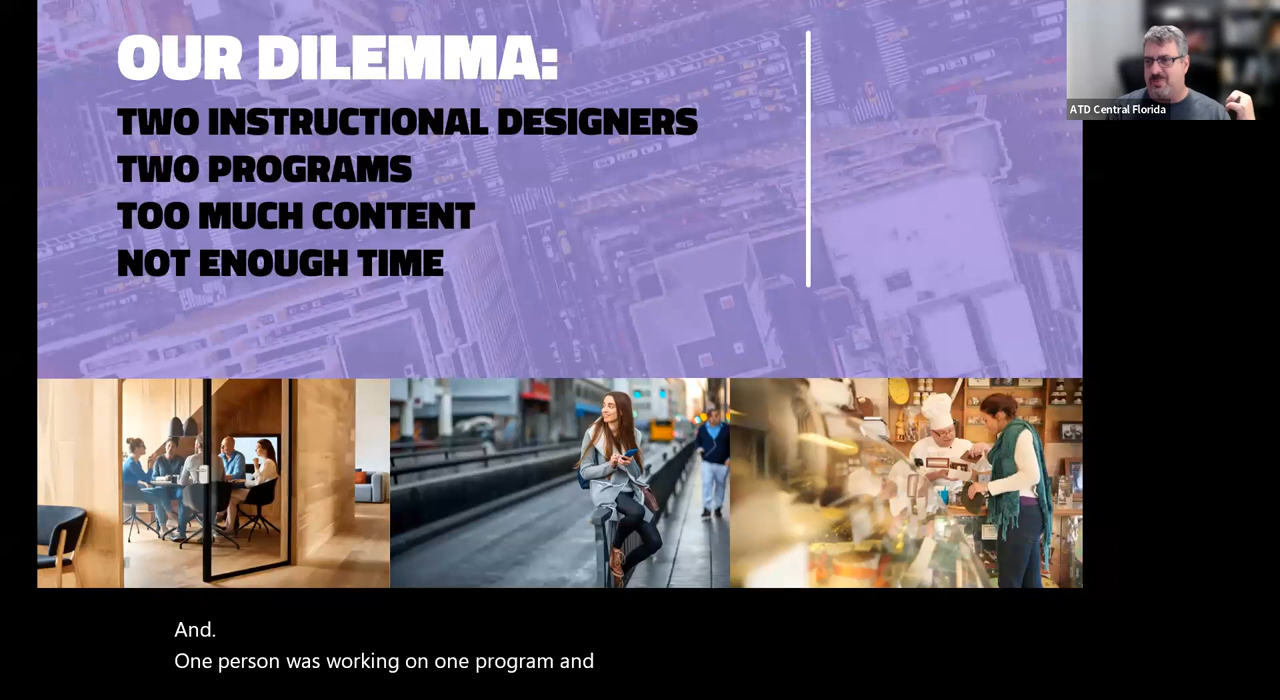 OUR DILEMMA:
TWO INSTRUCTIONAL DESIGNERS
TWO PROGRAMS
TOO MUCH CONTENT
NOT ENOUGH TIME
ATD Central Florida
And.
One person was working on one program and